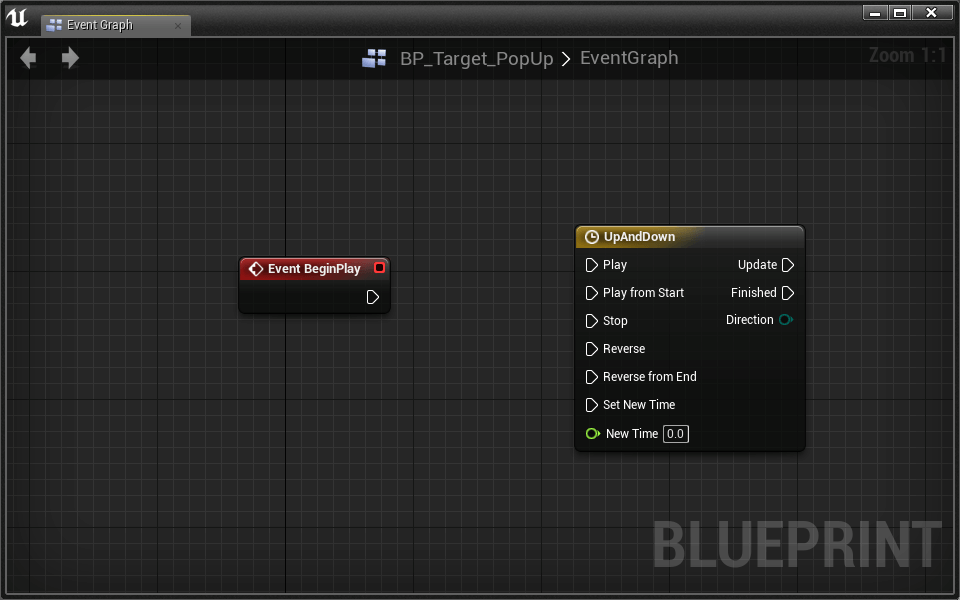 Event Graph
BP_Target_PopUp > EventGraph
Zoom 1:1
UpAndDown
Event BeginPlay
Play
Update
Play from Start
Finished
Stop
Direction
Reverse
Reverse from End
Set New Time
New Time 0.0
BLUEPRINT